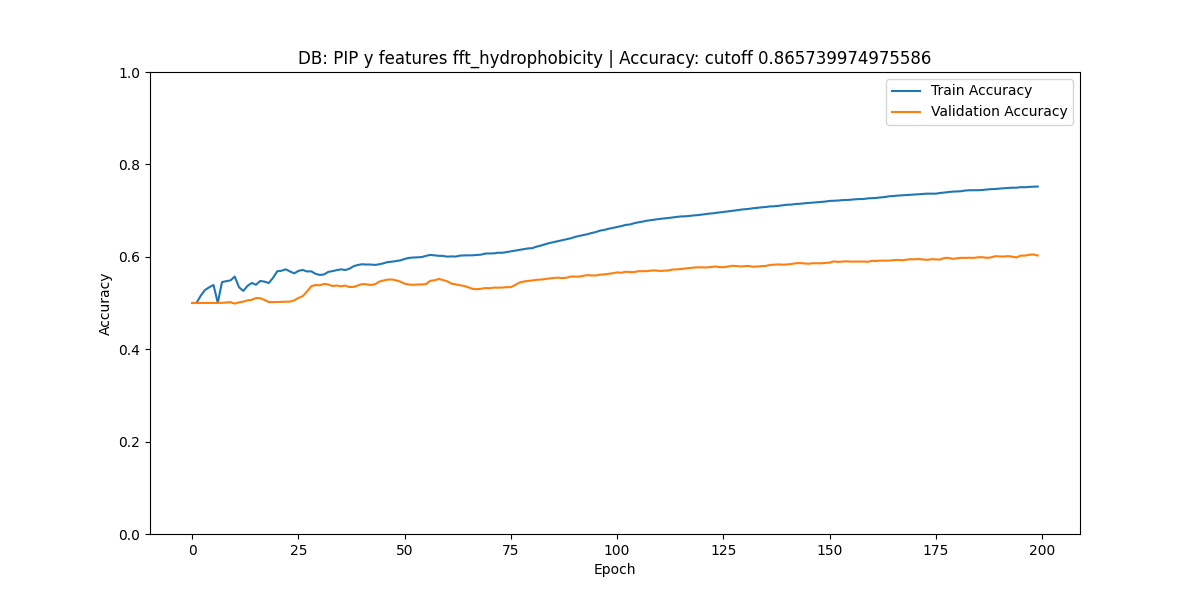 DB: PIP y features fft_hydrophobicity | Accuracy: cutoff 0.865739974975586
Train Accuracy
Validation Accuracy
Accuracy
1.0
0.8
0.6
0.4
0.2
0.0
0 25 50 75 100 125 150 175 200
Epoch